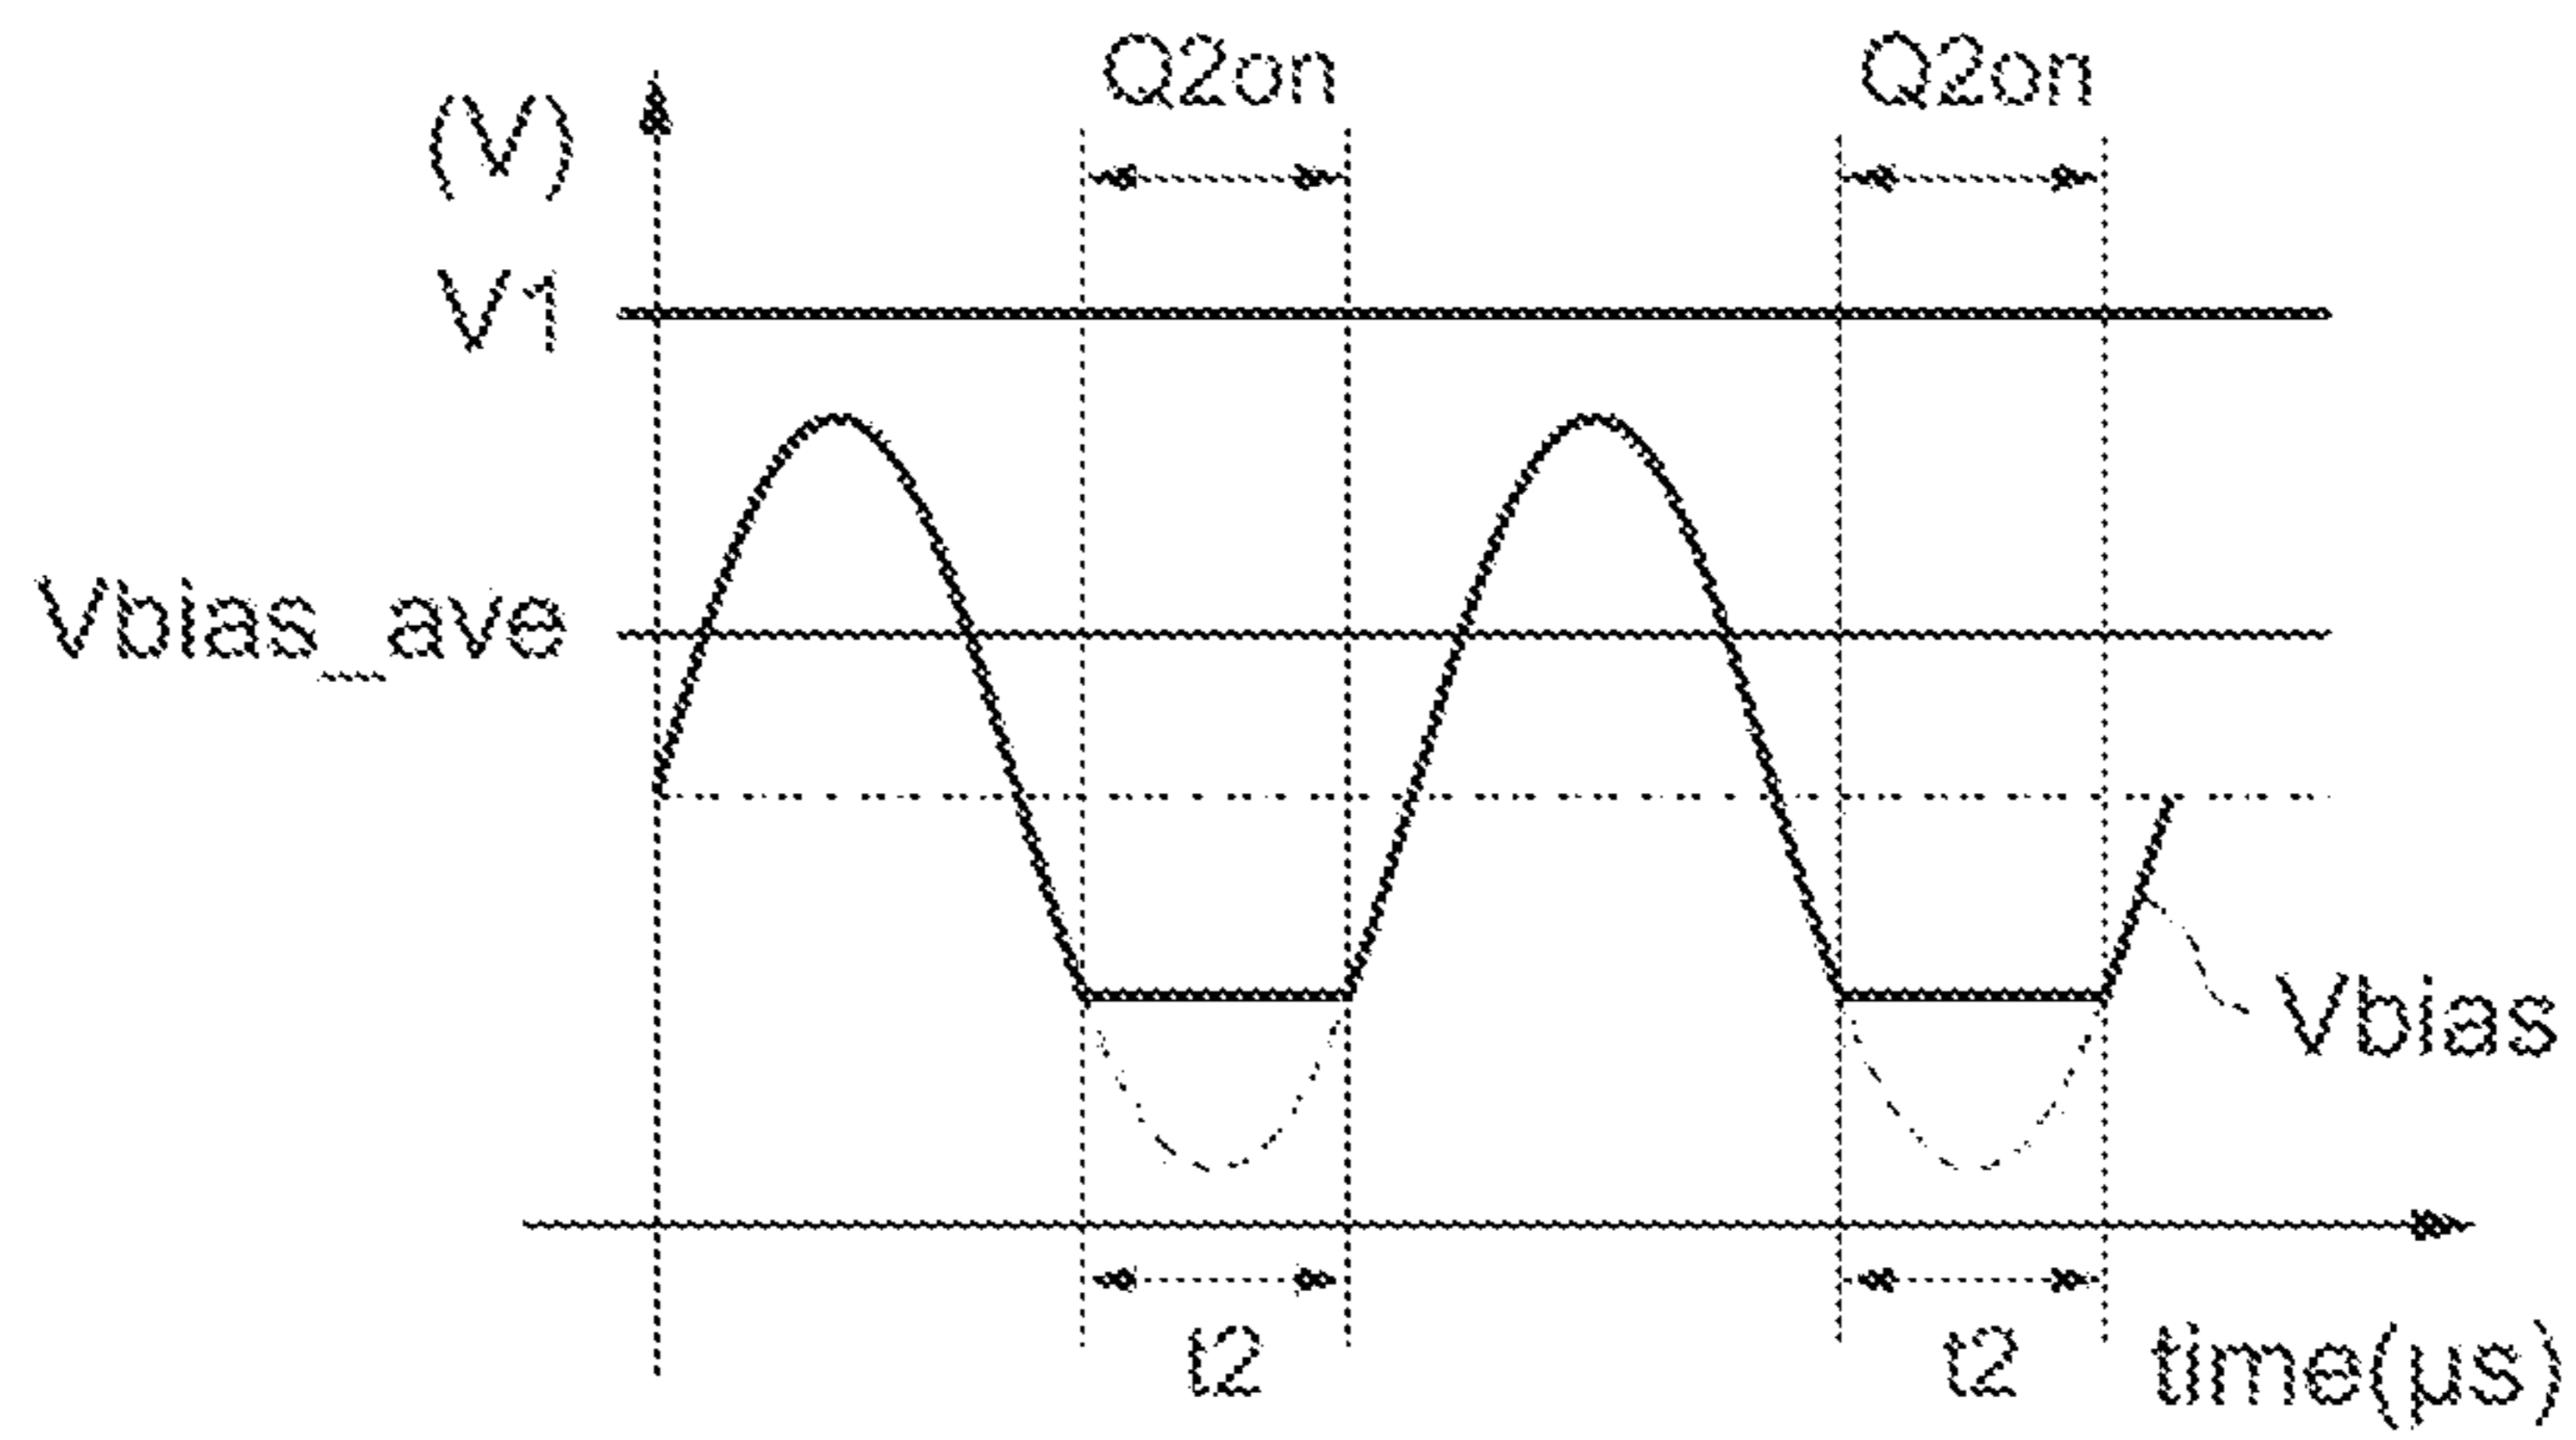 Q2on Q2on
(V)
V1
Vbias_ave
Vbias
t2 t2 time(µs)